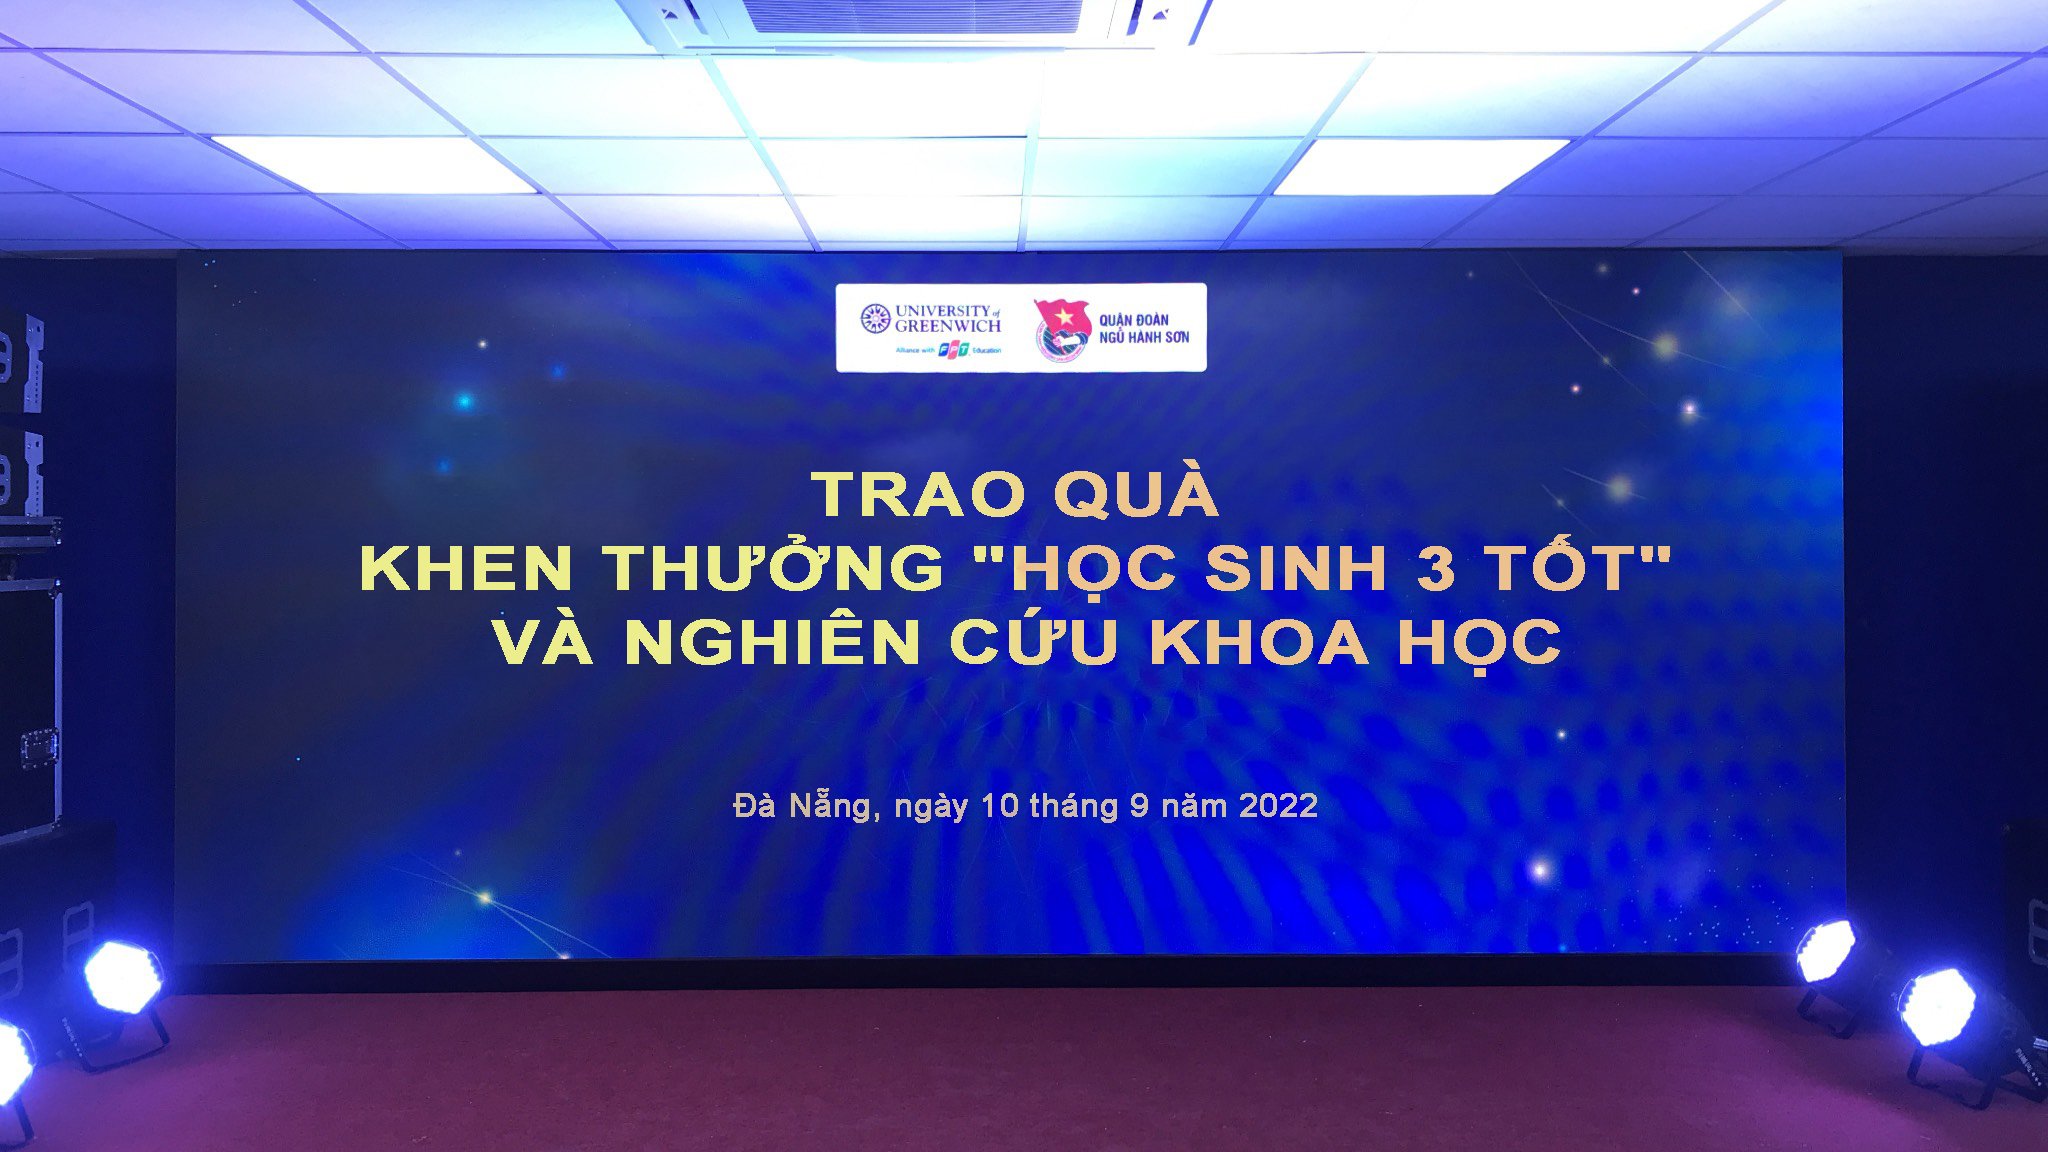 UNIVERSITY of
GREENWICH
Alliance with FPT Education
QUẬN ĐOÀN
NGŨ HÀNH SƠN
TRAO QUÀ
KHEN THƯỞNG "HỌC SINH 3 TỐT"
VÀ NGHIÊN CỨU KHOA HỌC
Đà Nẵng, ngày 10 tháng 9 năm 2022